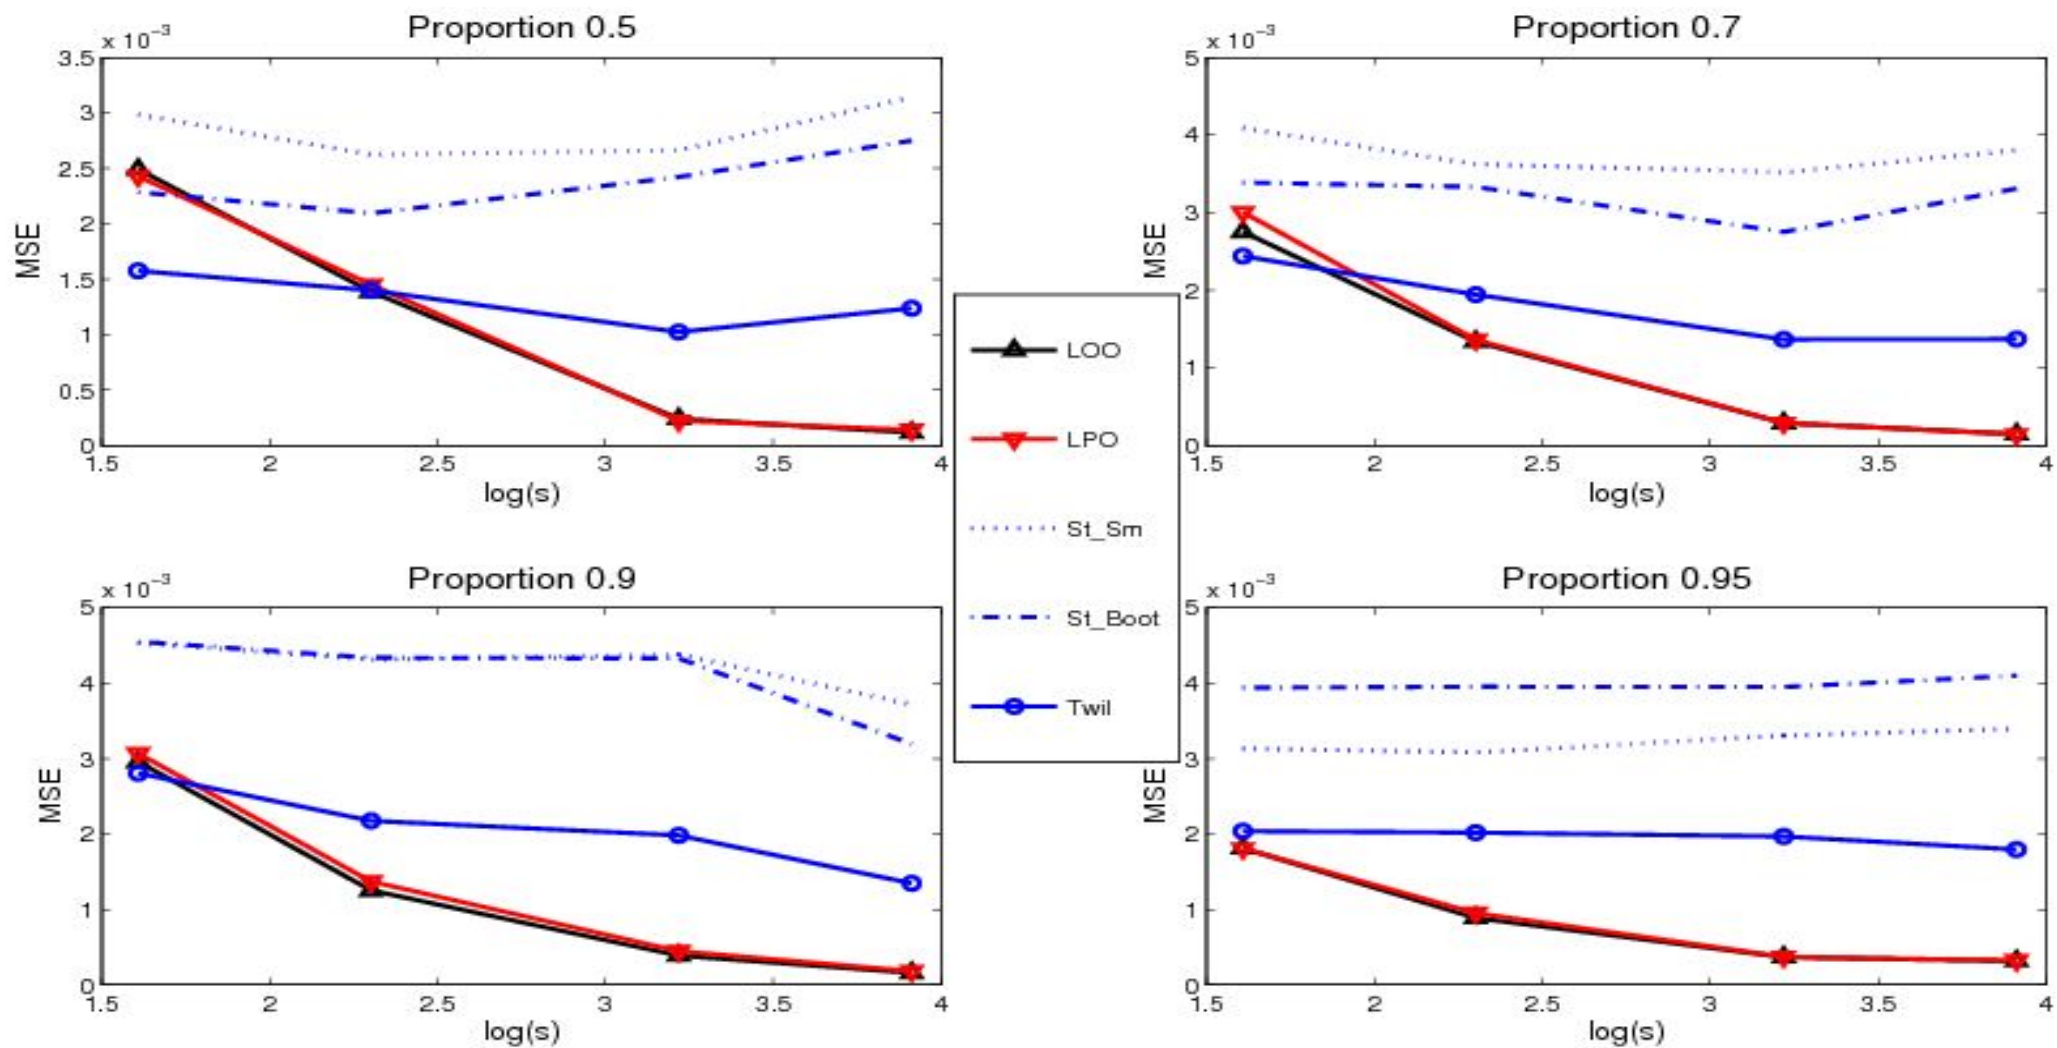 Proportion 0.5
x 10⁻³
3.5
3
2.5
2
1.5
1
0.5
0
MSE
1.5 2 2.5 3 3.5 4
log(s)
Proportion 0.7
x 10⁻³
5
4
3
2
1
0
MSE
1.5 2 2.5 3 3.5 4
log(s)
LOO
LPO
St_Sm
St_Boot
Twil
Proportion 0.9
x 10⁻³
5
4
3
2
1
0
MSE
1.5 2 2.5 3 3.5 4
log(s)
Proportion 0.95
x 10⁻³
5
4
3
2
1
0
MSE
1.5 2 2.5 3 3.5 4
log(s)